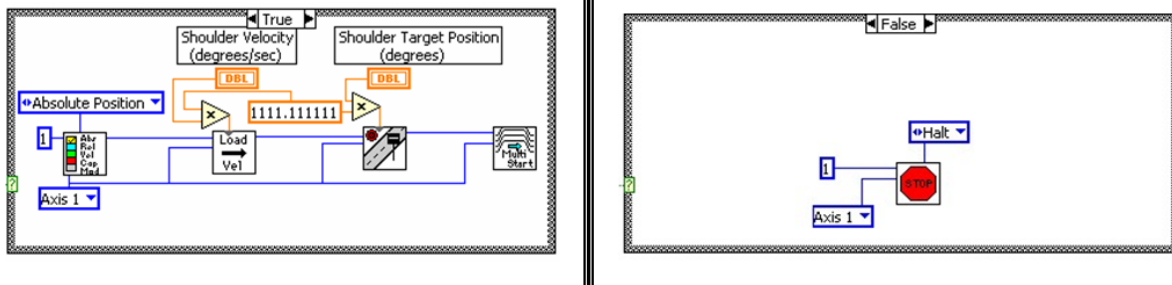 True
Shoulder Velocity
(degrees/sec)
Shoulder Target Position
(degrees)
DBL
DBL
Absolute Position
x
1111.111111
x
1
Abs
Rel
Vel
Cap
Mod
Load
Vel
Multi
Start
?
Axis 1
False
Halt
1
STOP
?
Axis 1